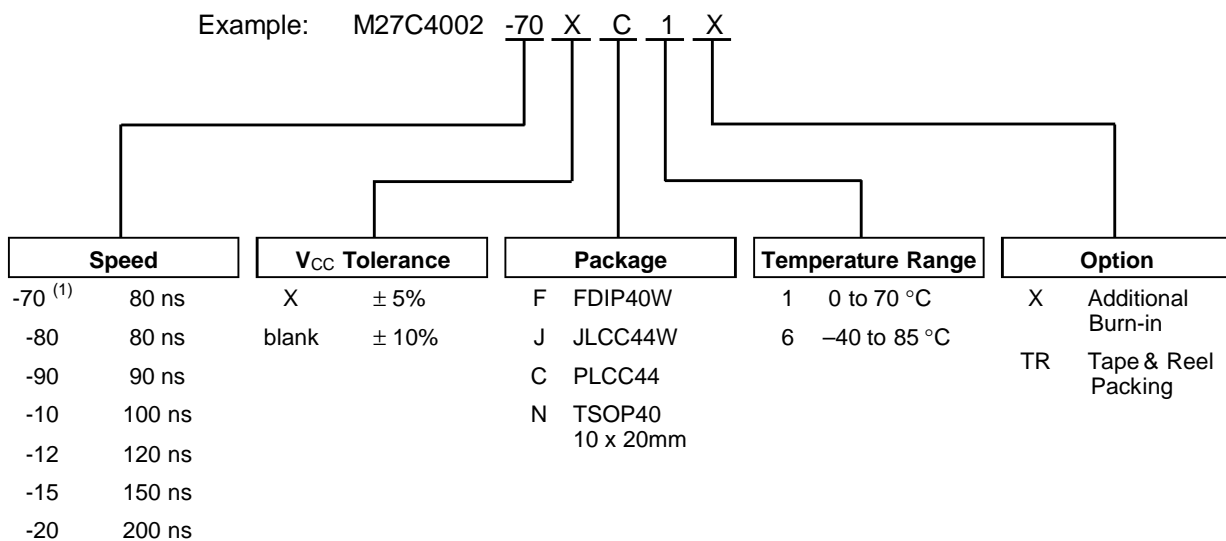 Example: M27C4002 -70 X C 1 X
Speed
-70 (1) 80 ns
-80 80 ns
-90 90 ns
-10 100 ns
-12 120 ns
-15 150 ns
-20 200 ns
VCC Tolerance
X ± 5%
blank ± 10%
Package
F FDIP40W
J JLCC44W
C PLCC44
N TSOP40
10 x 20mm
Temperature Range
1 0 to 70 °C
6 –40 to 85 °C
Option
X Additional
Burn-in
TR Tape & Reel
Packing